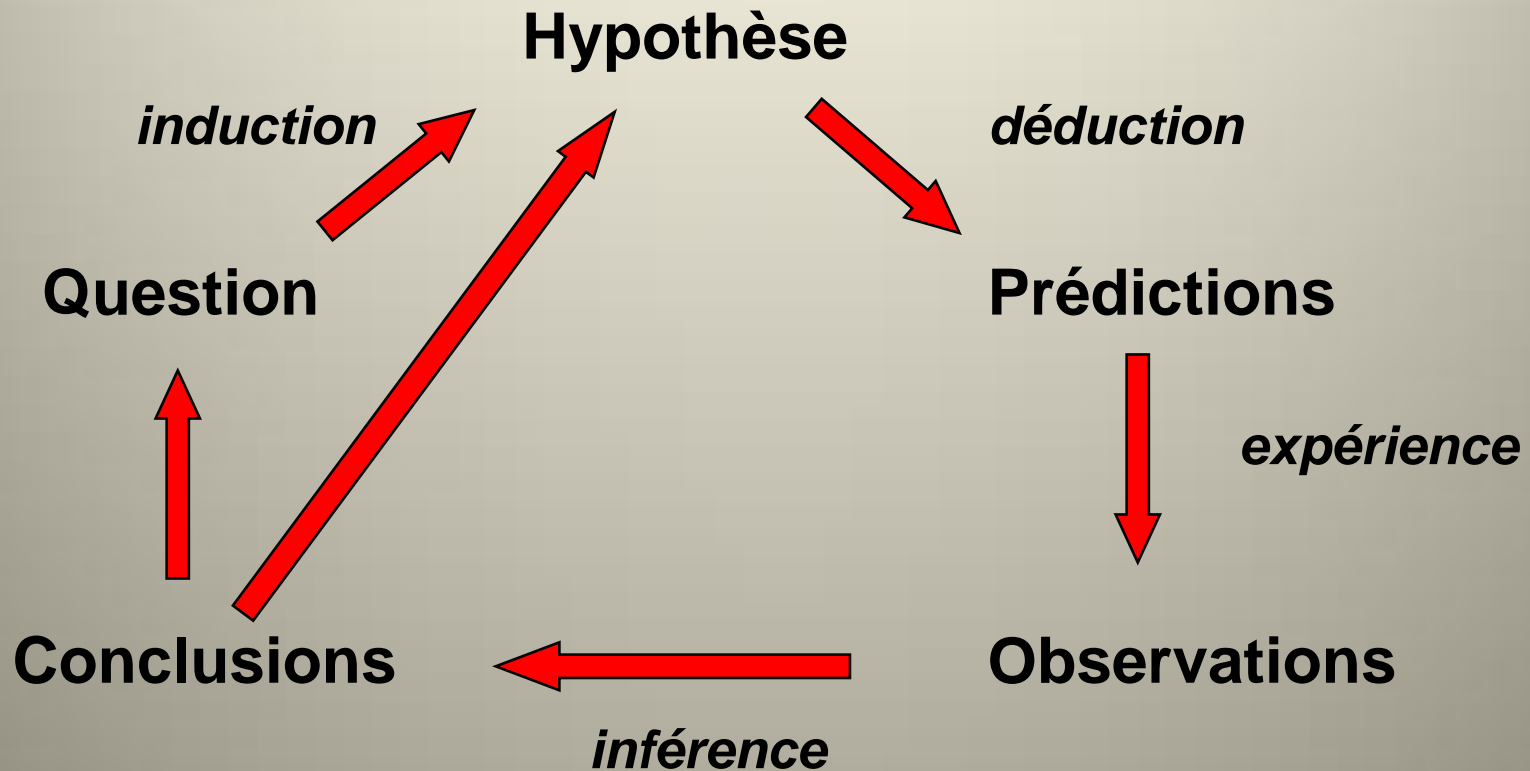 Hypothèse
induction
déduction
Question
Prédictions
expérience
Conclusions
Observations
inférence